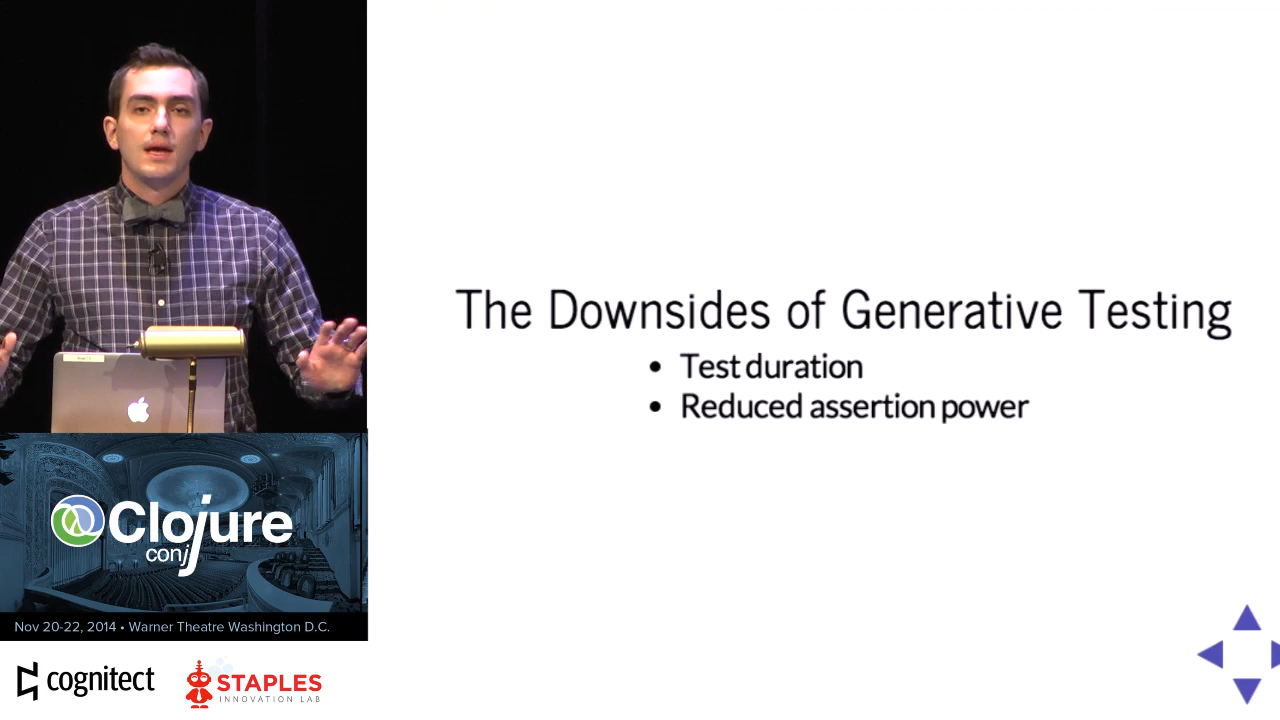 The Downsides of Generative Testing
• Test duration
• Reduced assertion power
Clojure
conj
Nov 20-22, 2014 • Warner Theatre Washington D.C.
cognitect
STAPLES
INNOVATION LAB